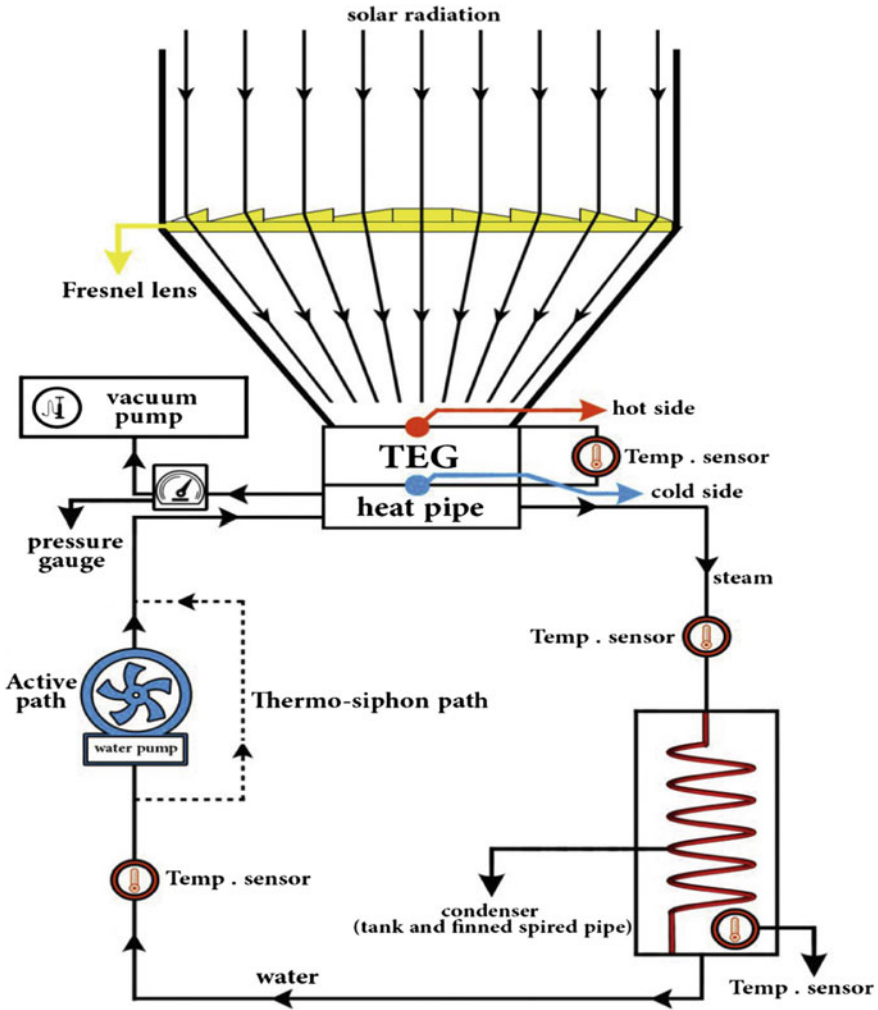 solar radiation
Fresnel lens
vacuum
pump
hot side
TEG
Temp . sensor
cold side
heat pipe
pressure
gauge
steam
Temp . sensor
Active
path
Thermo-siphon path
water pump
Temp . sensor
condenser
(tank and finned spired pipe)
water
Temp . sensor